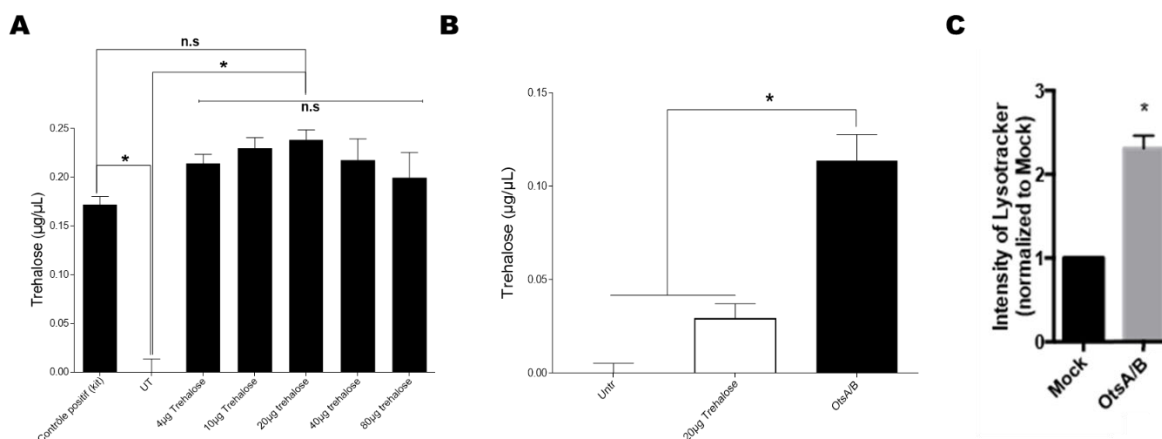 A
n.s
*
n.s
*
Trehalose (µg/µL)
0.25
0.20
0.15
0.10
0.05
0.00
Contrôle positif (kit)
UT
4µg Trehalose
10µg Trehalose
20µg trehalose
40µg trehalose
80µg trehalose
B
*
Trehalose (µg/µL)
0.15
0.10
0.05
0.00
Untr
20µg Trehalose
OtsA/B
C
*
Intensity of Lysotracker
(normalized to Mock)
3
2
1
0
Mock
OtsA/B